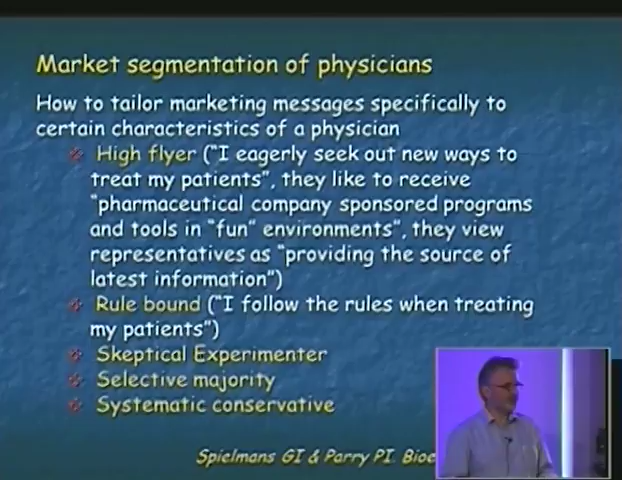 Market segmentation of physicians
How to tailor marketing messages specifically to
certain characteristics of a physician
High flyer ("I eagerly seek out new ways to
treat my patients", they like to receive
"pharmaceutical company sponsored programs
and tools in "fun" environments", they view
representatives as "providing the source of
latest information")
Rule bound ("I follow the rules when treating
my patients")
Skeptical Experimenter
Selective majority
Systematic conservative
Spielmans GI & Parry PI. Bioe